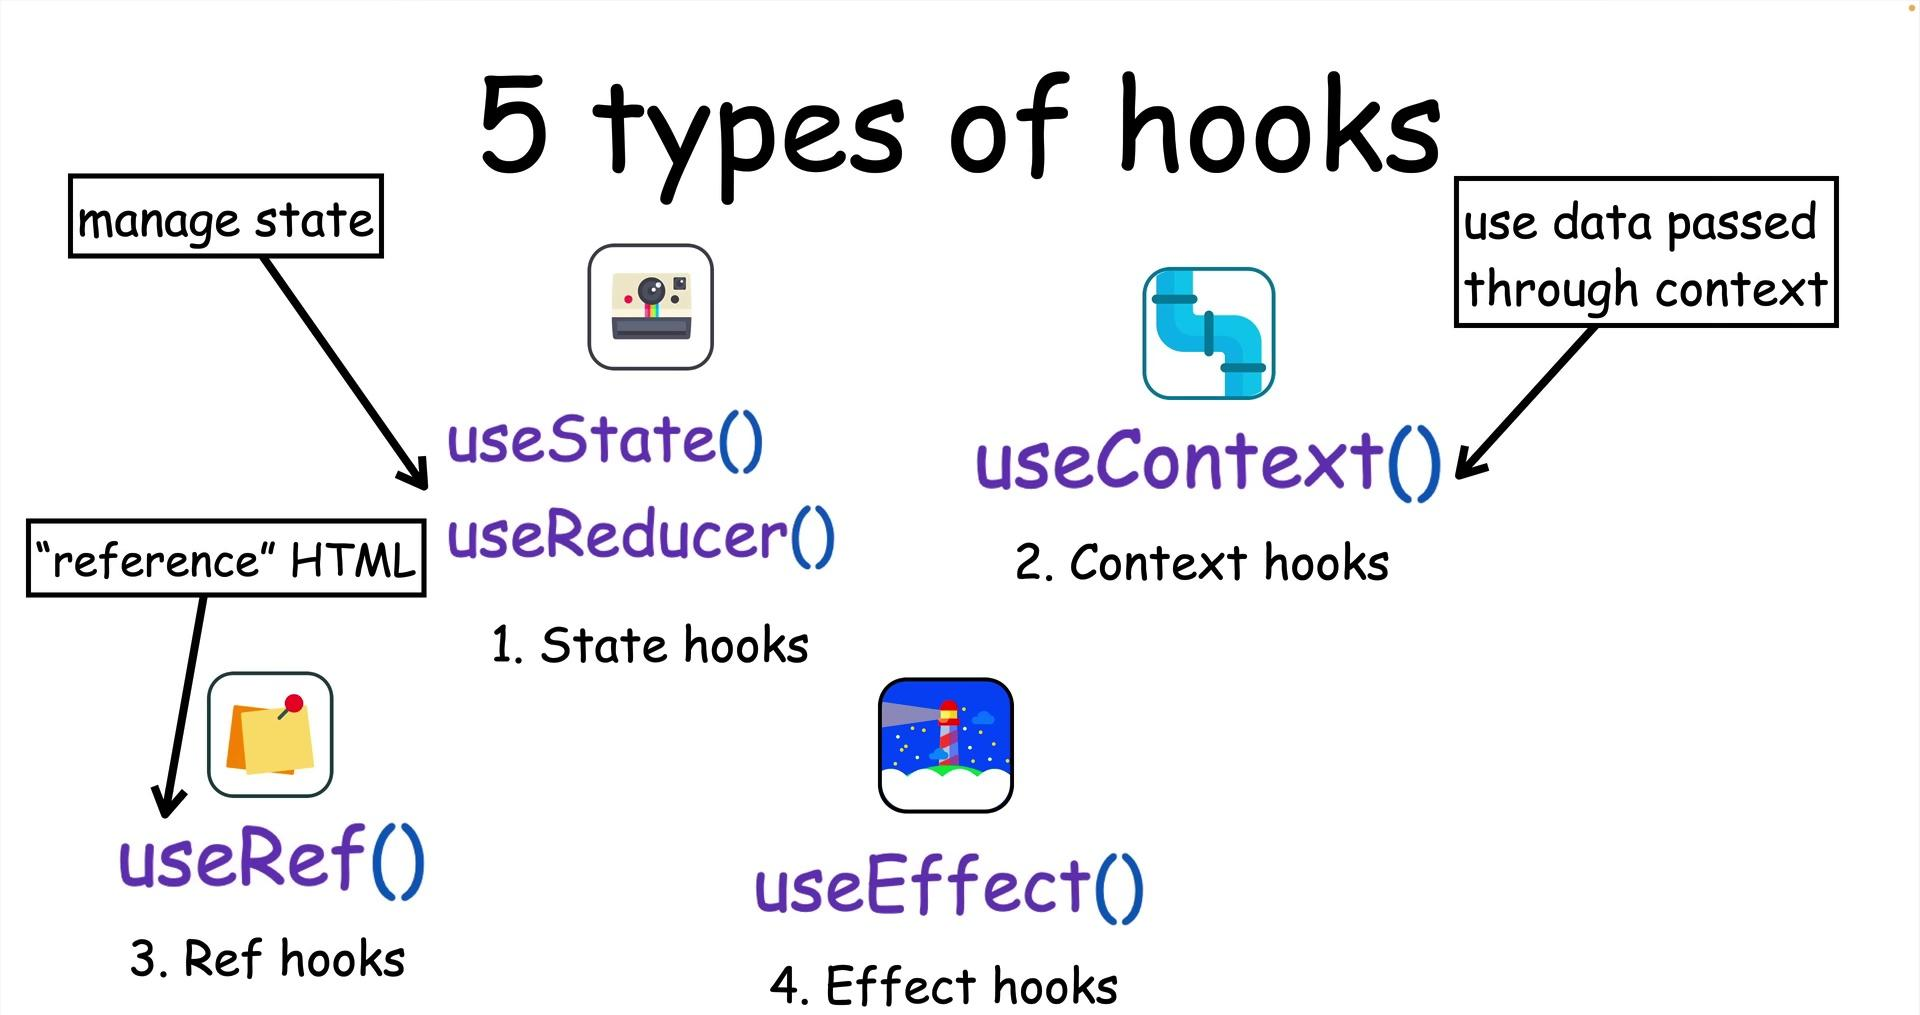 5 types of hooks
manage state
use data passed
through context
useState()
useReducer()
1. State hooks
useContext()
2. Context hooks
“reference” HTML
useRef()
3. Ref hooks
useEffect()
4. Effect hooks